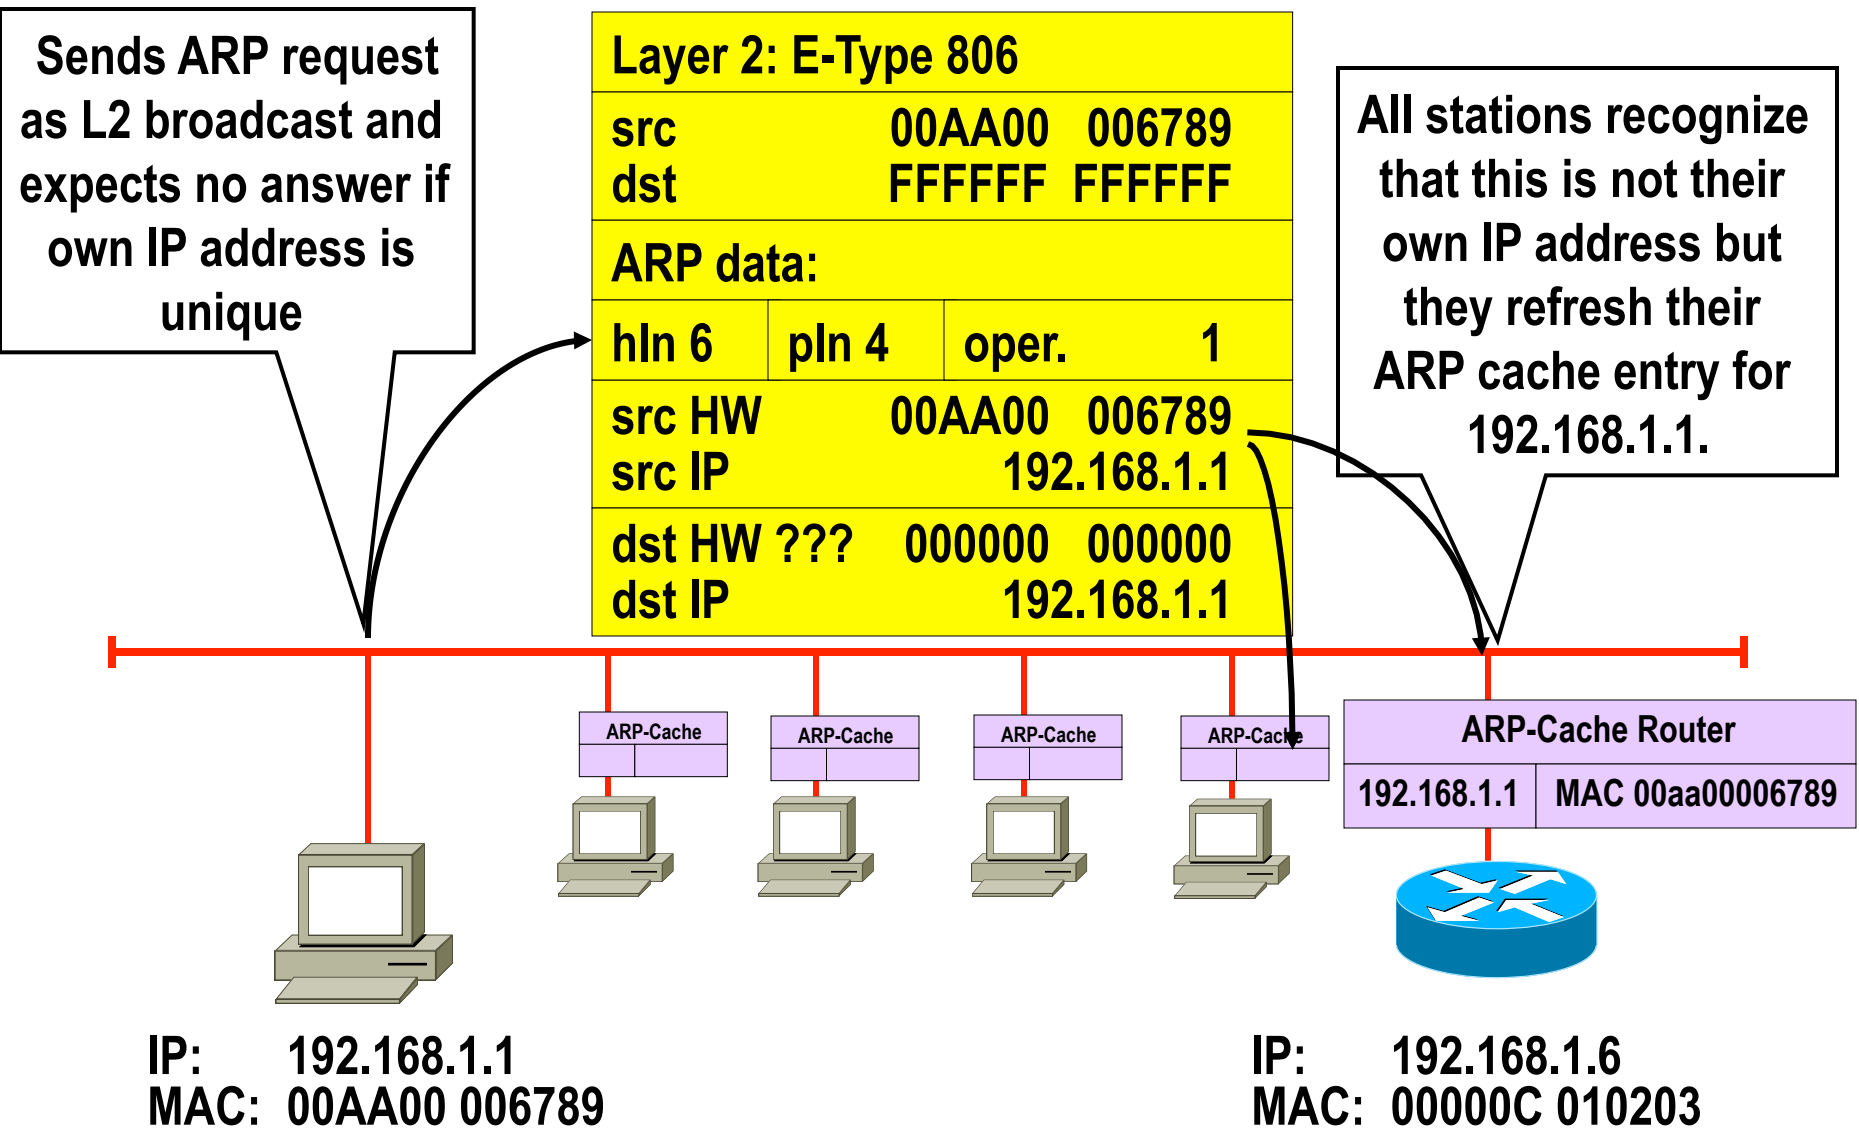 Sends ARP request
as L2 broadcast and
expects no answer if
own IP address is
unique
Layer 2: E-Type 806
src 00AA00 006789
dst FFFFFF FFFFFF
ARP data:
hln 6 pln 4 oper. 1
src HW 00AA00 006789
src IP 192.168.1.1
dst HW ??? 000000 000000
dst IP 192.168.1.1
All stations recognize
that this is not their
own IP address but
they refresh their
ARP cache entry for
192.168.1.1.
ARP-Cache
ARP-Cache
ARP-Cache
ARP-Cache
ARP-Cache Router
192.168.1.1 MAC 00aa00006789
IP: 192.168.1.1
MAC: 00AA00 006789
IP: 192.168.1.6
MAC: 00000C 010203